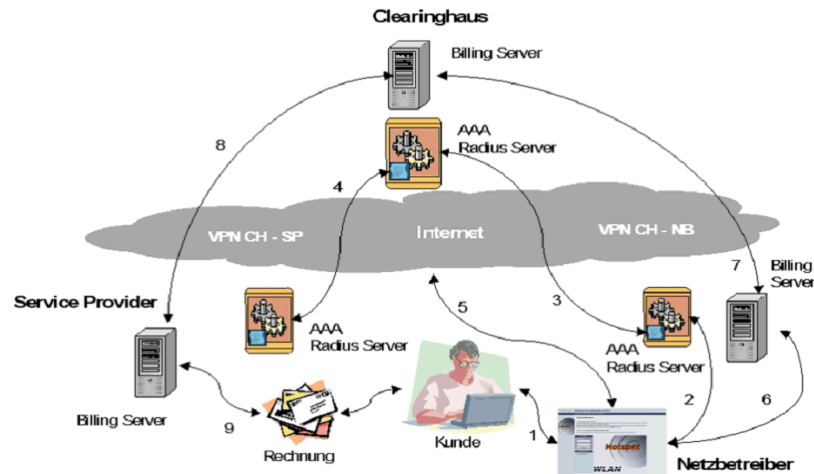 Clearinghaus
Billing Server
8
AAA
Radius Server
4
VPN CH - SP
Internet
VPN CH - NB
7
Billing
Server
Service Provider
5
3
AAA
Radius Server
AAA
Radius Server
2
6
Billing Server
9
Rechnung
Kunde
1
Hotspot
WLAN
Netzbetreiber